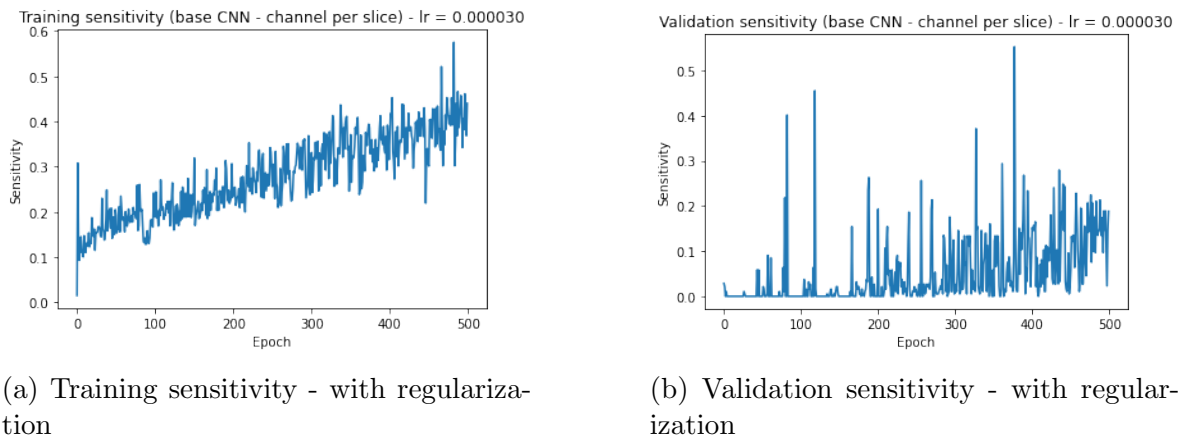 Training sensitivity (base CNN - channel per slice) - lr = 0.000030
0.6
0.5
0.4
0.3
0.2
0.1
0.0
Sensitivity
0 100 200 300 400 500
Epoch
(a) Training sensitivity - with regulariza-
tion
Validation sensitivity (base CNN - channel per slice) - lr = 0.000030
0.5
0.4
0.3
0.2
0.1
0.0
Sensitivity
0 100 200 300 400 500
Epoch
(b) Validation sensitivity - with regular-
ization